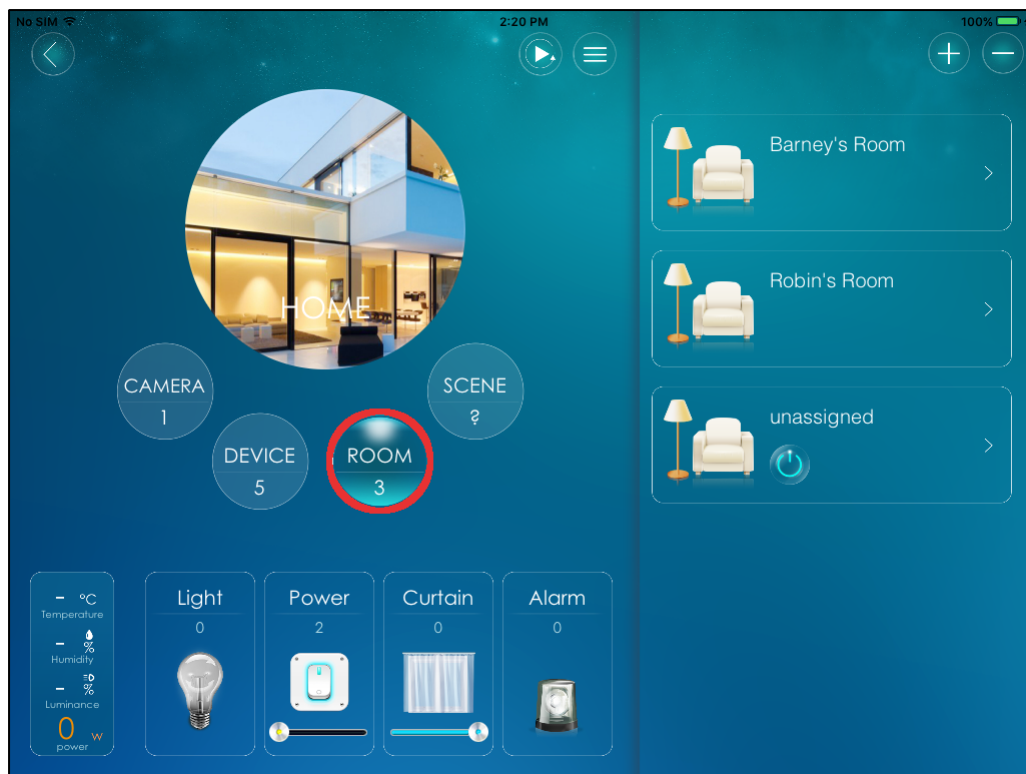 No SIM 2:20 PM 100%
HOME
CAMERA
1
DEVICE
5
ROOM
3
SCENE
?
- °C
Temperature
- %
Humidity
- %
Luminance
0 w
power
Light
0
Power
2
Curtain
0
Alarm
0
Barney's Room
Robin's Room
unassigned